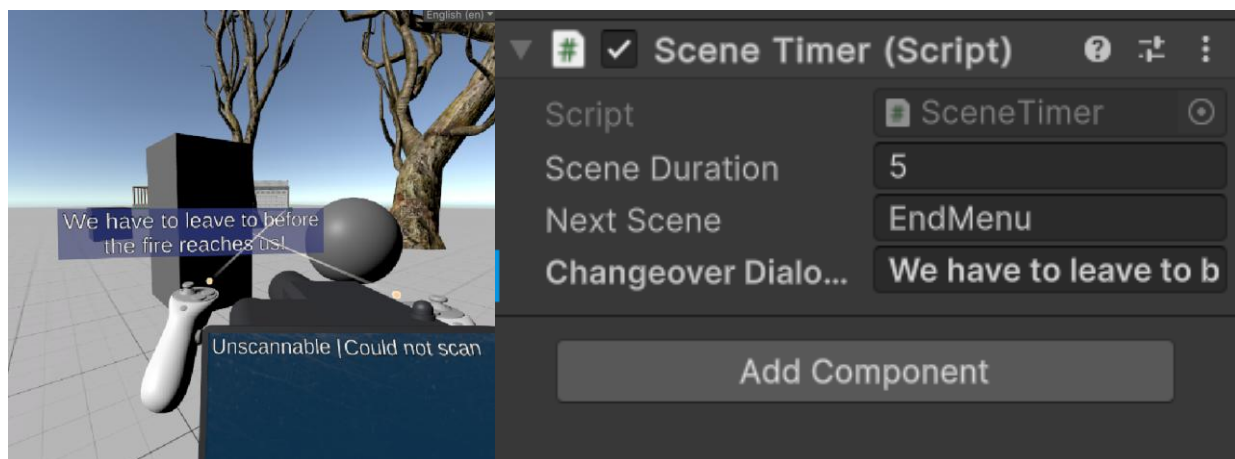 English (en)
We have to leave to before
the fire reaches us!
Unscannable |Could not scan
# Scene Timer (Script)
Script # SceneTimer
Scene Duration 5
Next Scene EndMenu
Changeover Dialo... We have to leave to b
Add Component